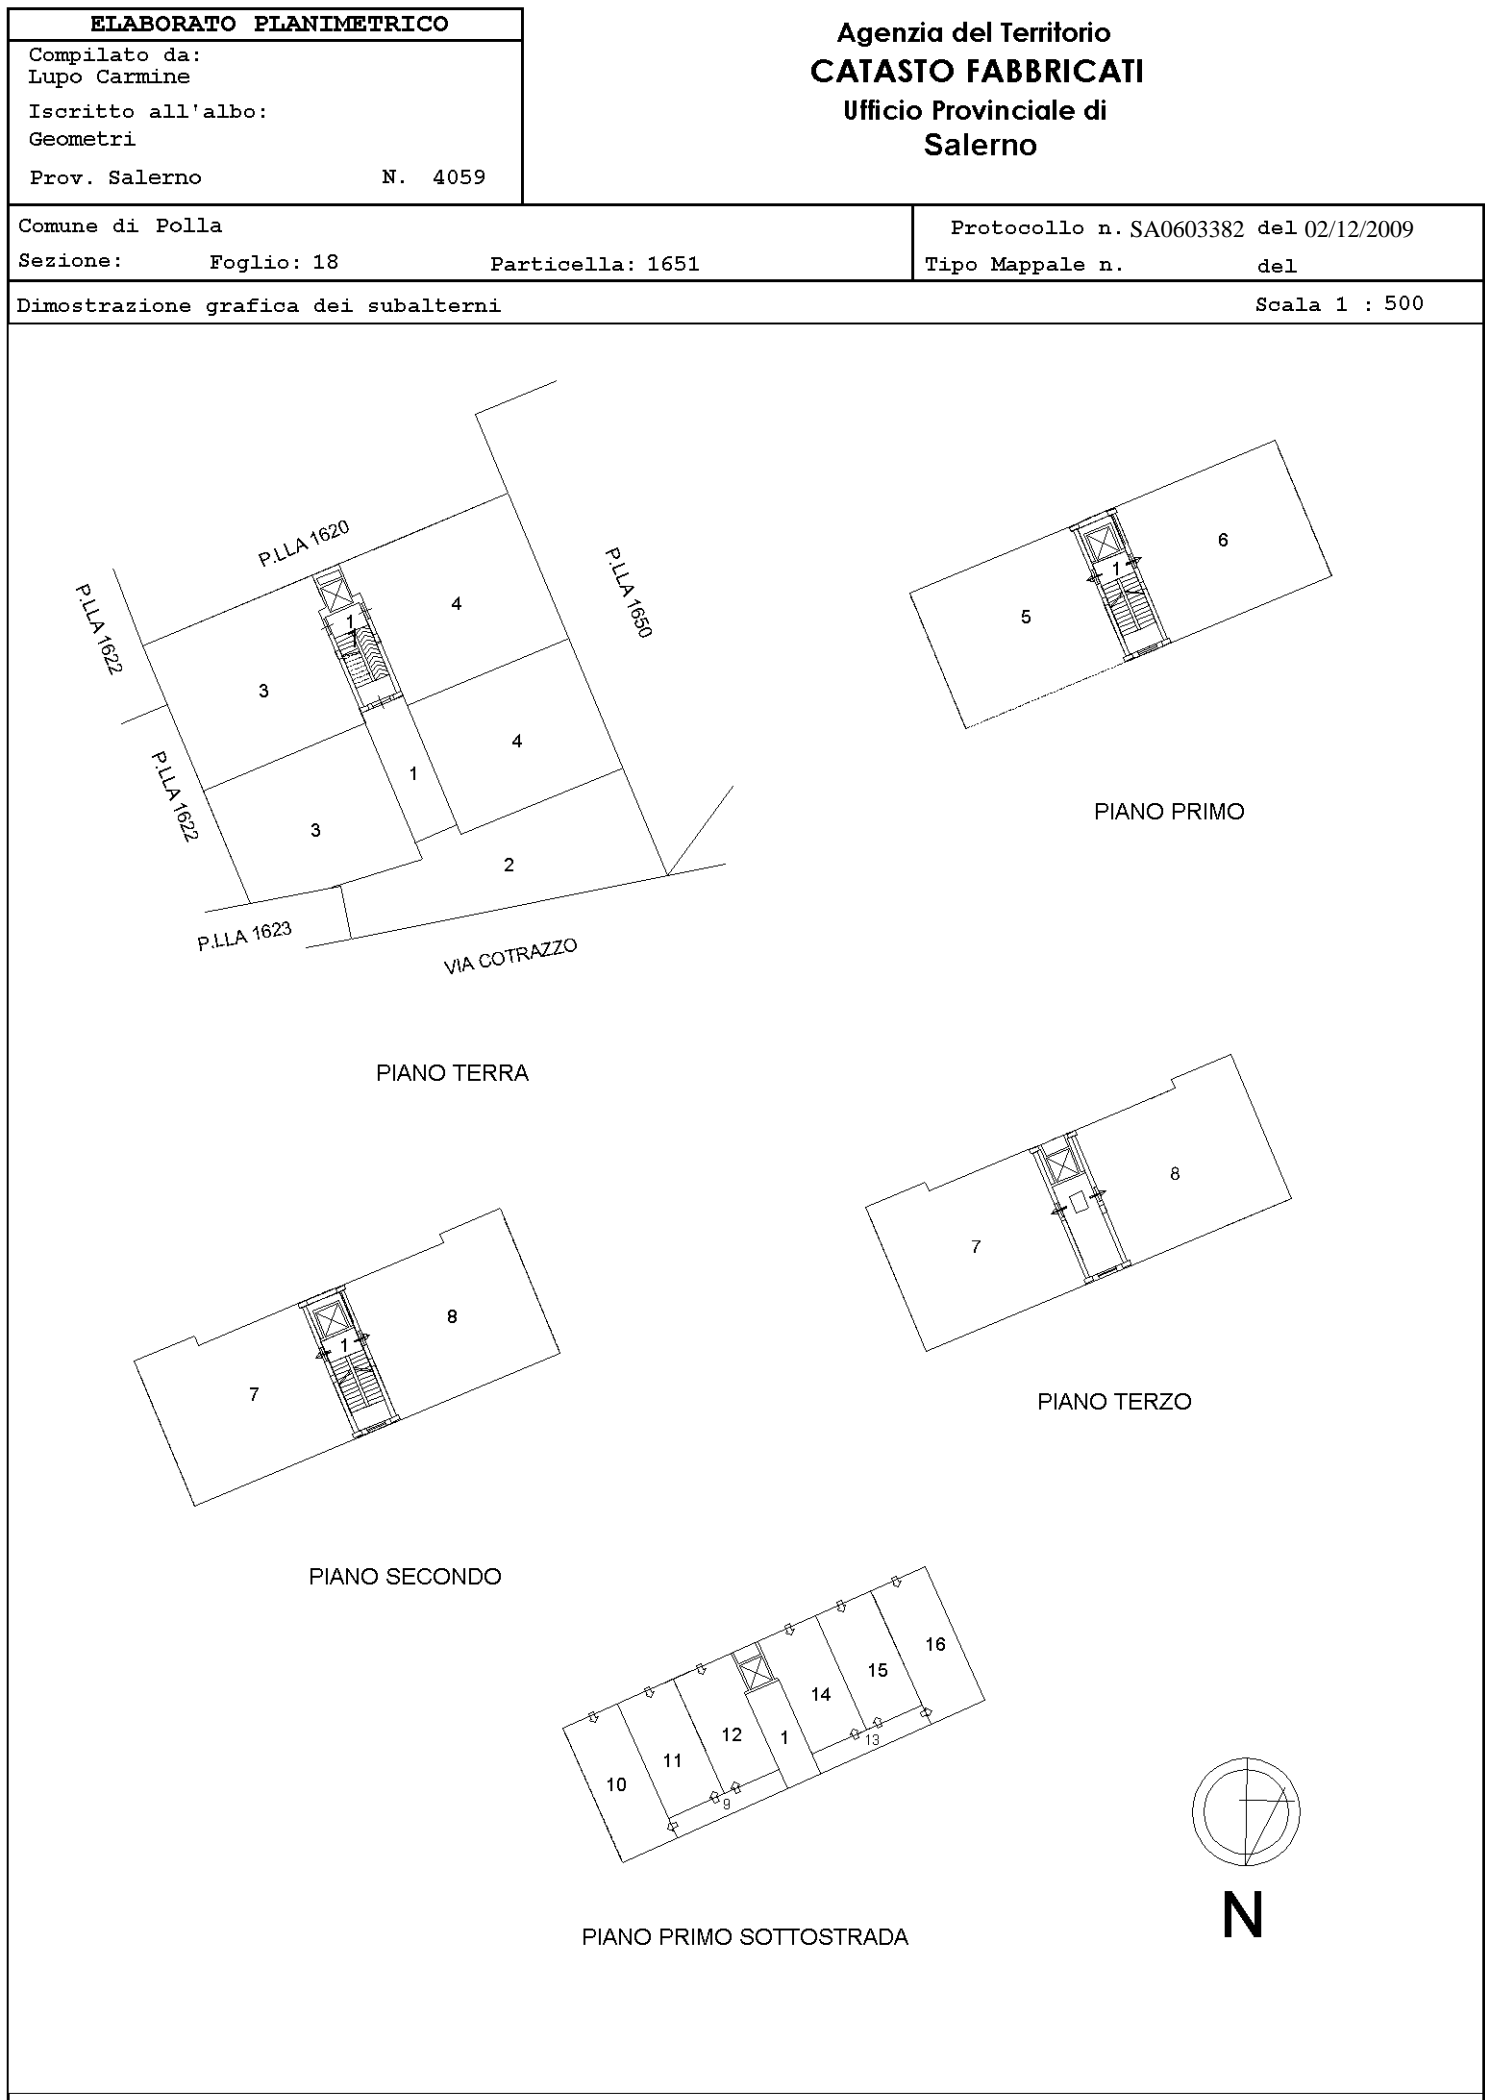 ELABORATO PLANIMETRICO
Compilato da:
Lupo Carmine
Iscritto all'albo:
Geometri
Prov. Salerno N. 4059
Agenzia del Territorio
CATASTO FABBRICATI
Ufficio Provinciale di
Salerno
Comune di Polla
Sezione: Foglio: 18 Particella: 1651
Protocollo n. SA0603382 del 02/12/2009
Tipo Mappale n. del
Dimostrazione grafica dei subalterni Scala 1 : 500
P.LLA 1620
P.LLA 1622
P.LLA 1650
4
1
3
4
P.LLA 1622
1
3
2
P.LLA 1623
VIA COTRAZZO
PIANO TERRA
6
1
5
PIANO PRIMO
8
7
PIANO TERZO
8
1
7
PIANO SECONDO
16
15
14
12
1
13
11
10
9
PIANO PRIMO SOTTOSTRADA
N